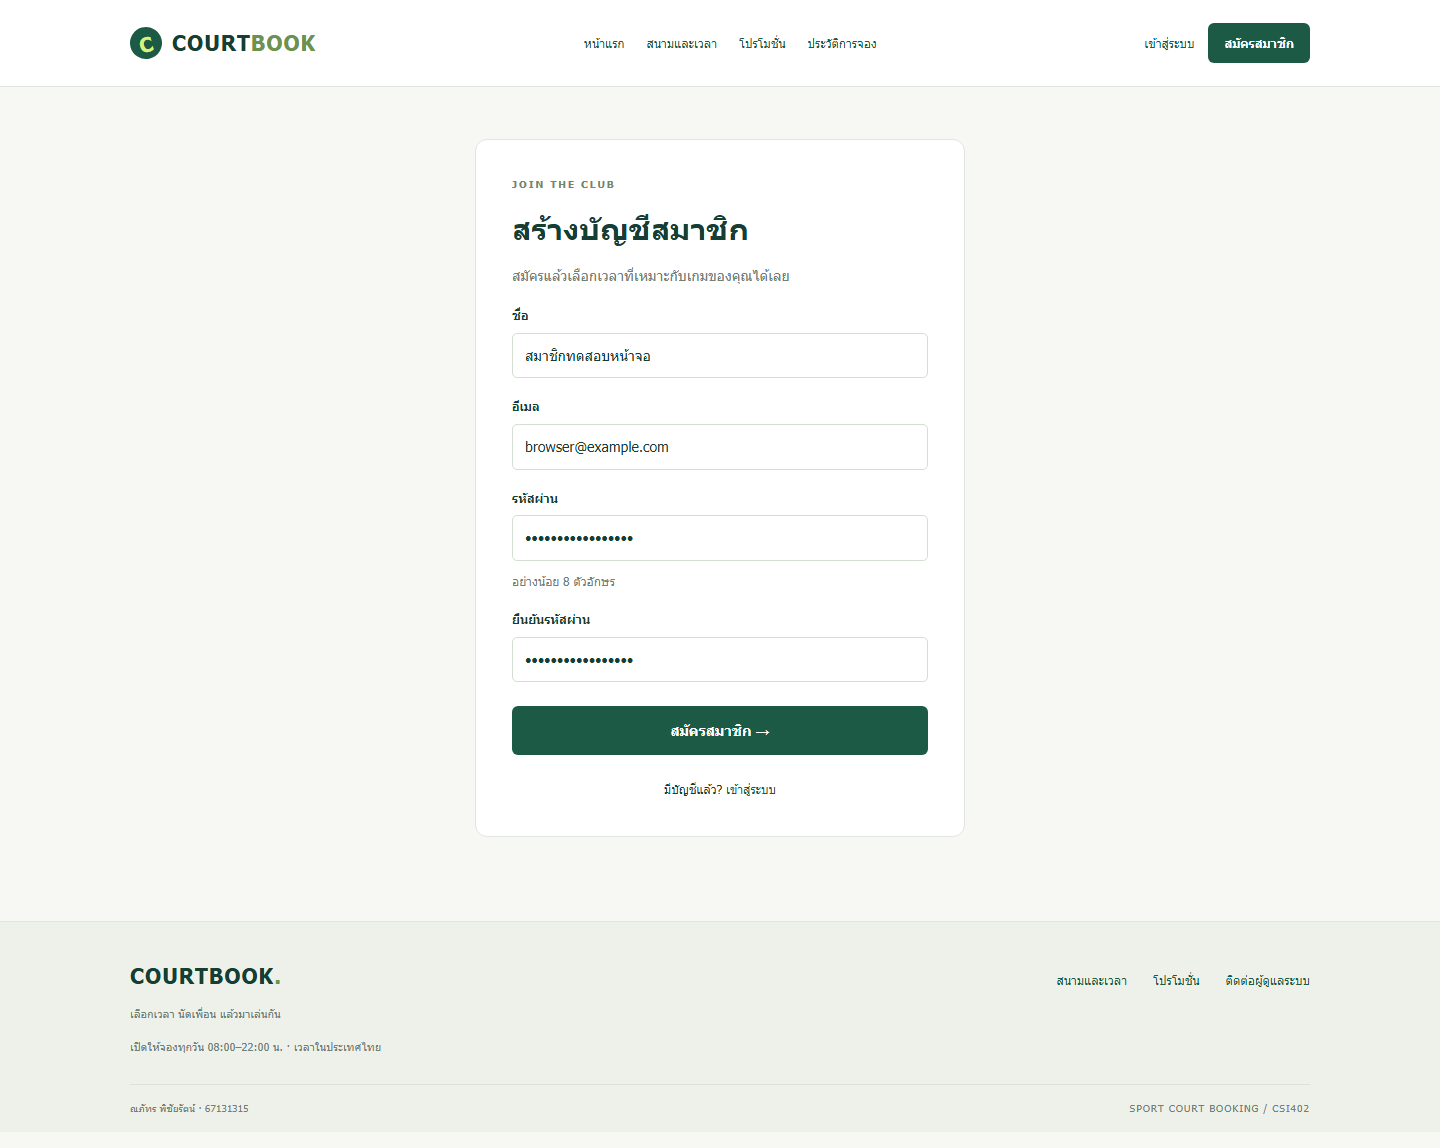 C COURTBOOK
หน้าแรก สนามและเวลา โปรโมชั่น ประวัติการจอง
เข้าสู่ระบบ สมัครสมาชิก
JOIN THE CLUB
สร้างบัญชีสมาชิก
สมัครแล้วเลือกเวลาที่เหมาะกับเกมของคุณได้เลย
ชื่อ
สมาชิกทดสอบหน้าจอ
อีเมล
browser@example.com
รหัสผ่าน
•••••••••••••••••
อย่างน้อย 8 ตัวอักษร
ยืนยันรหัสผ่าน
•••••••••••••••••
สมัครสมาชิก →
มีบัญชีแล้ว? เข้าสู่ระบบ
COURTBOOK.
สนามและเวลา โปรโมชั่น ติดต่อผู้ดูแลระบบ
เลือกเวลา นัดเพื่อน แล้วมาเล่นกัน
เปิดให้จองทุกวัน 08:00–22:00 น. · เวลาในประเทศไทย
ณภัทร พิชัยรัตน์ · 67131315
SPORT COURT BOOKING / CSI402